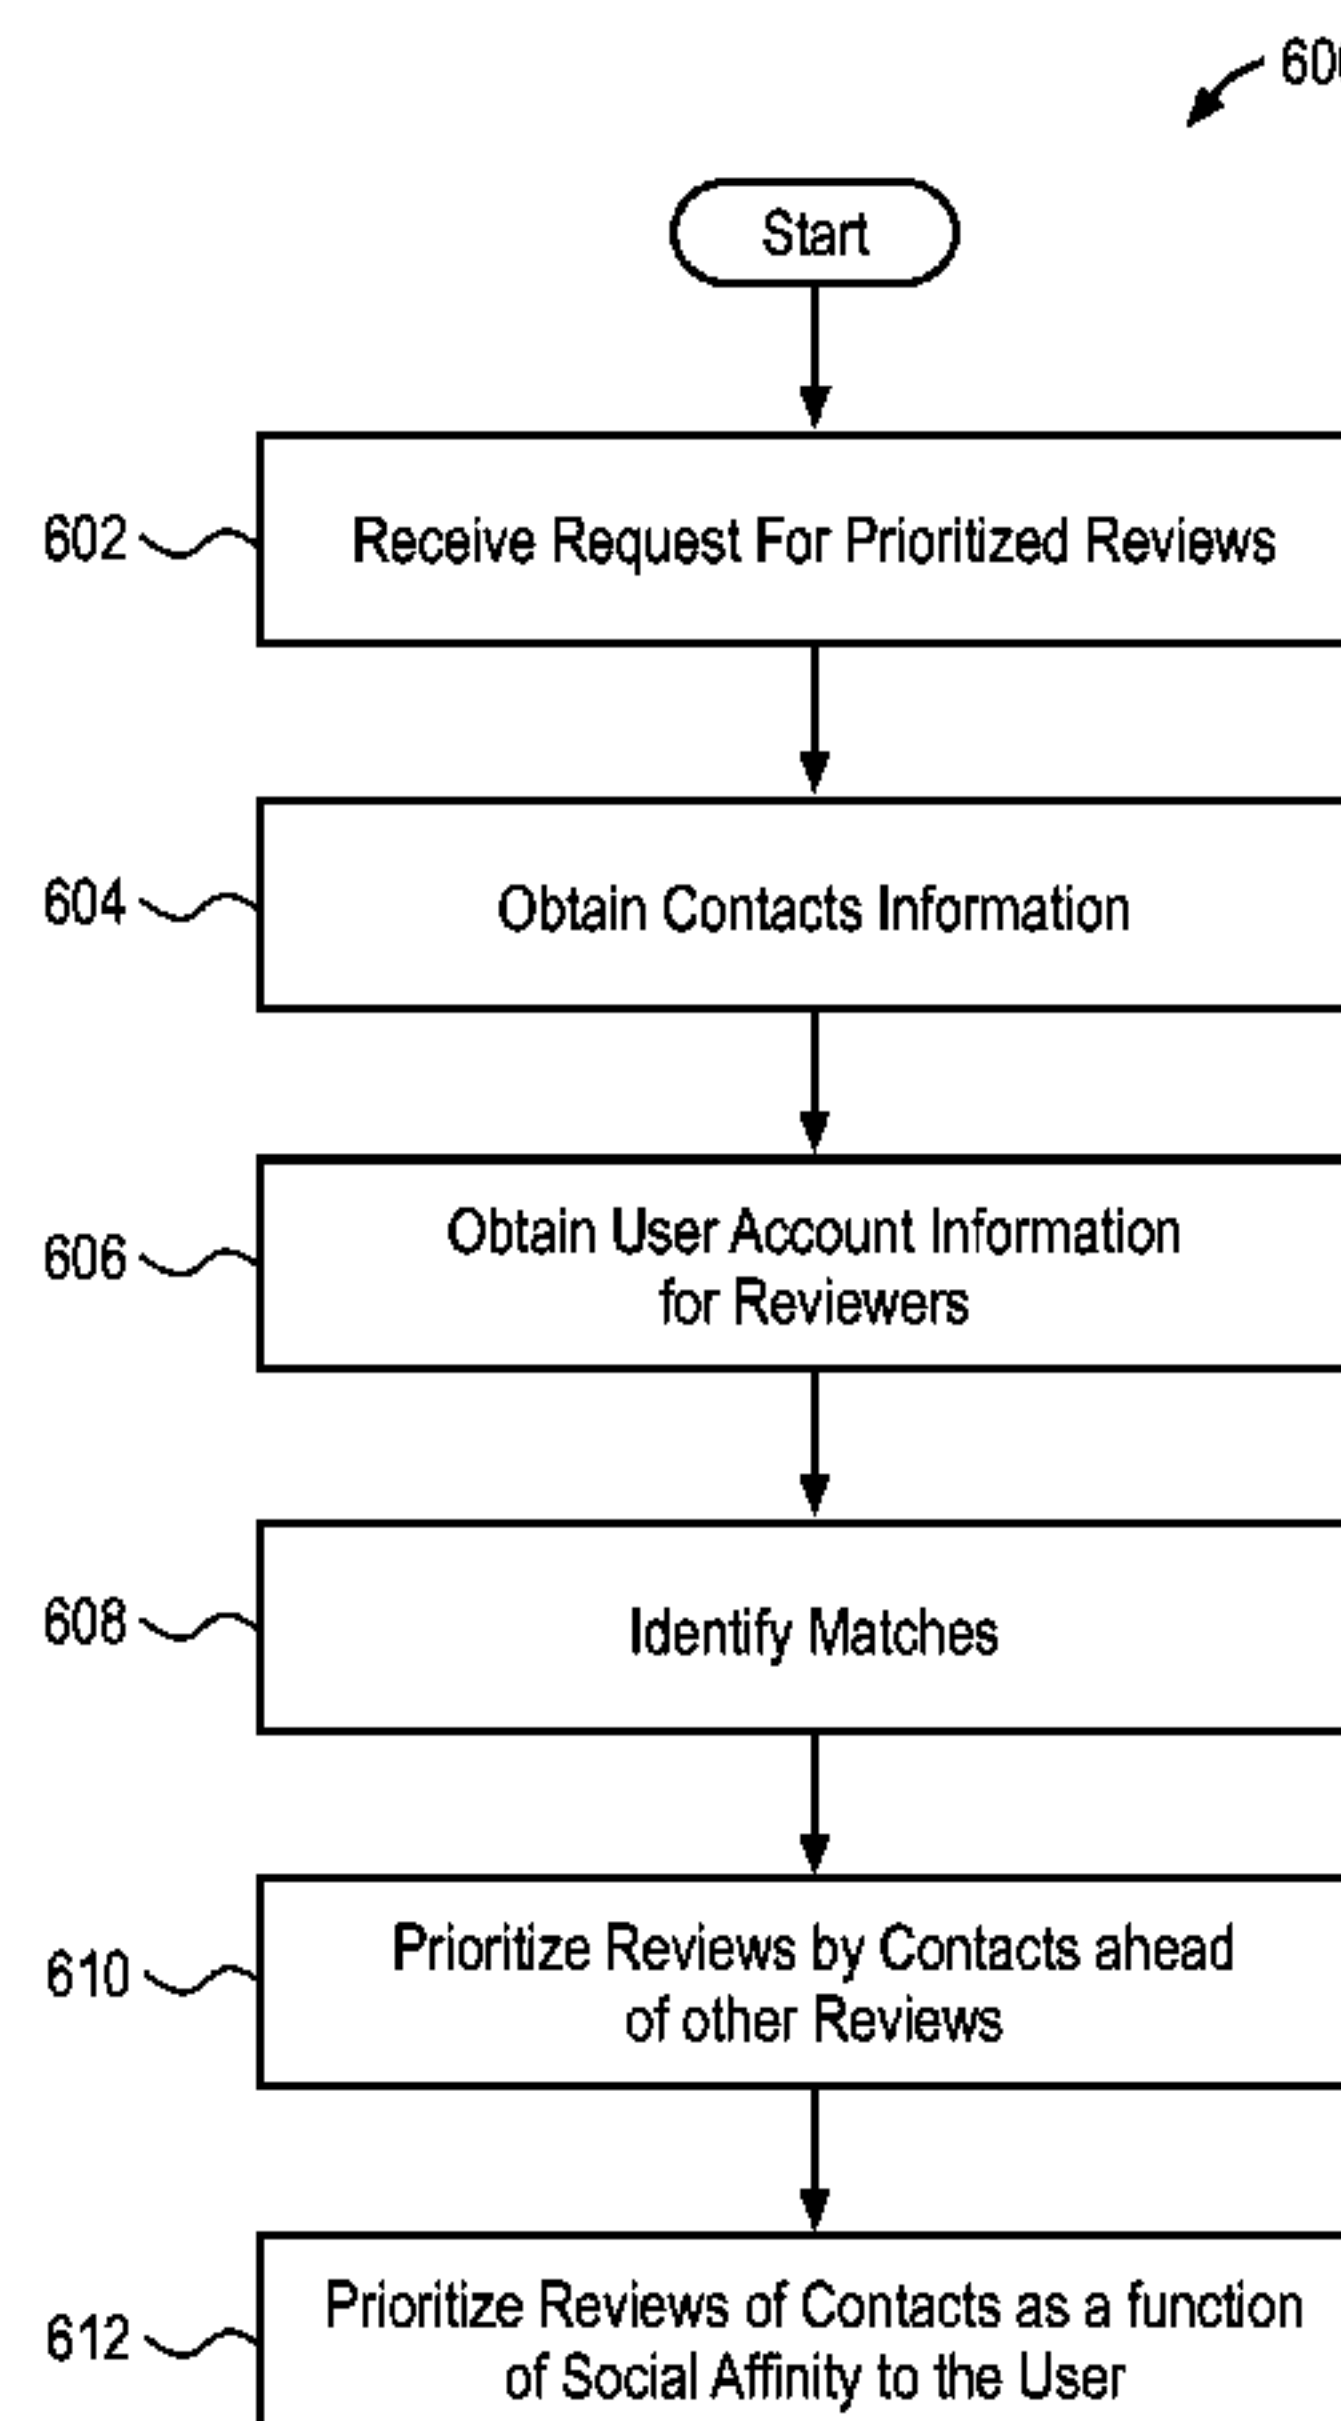 Start
602
Receive Request For Prioritized Reviews
604
Obtain Contacts Information
606
Obtain User Account Information
for Reviewers
608
Identify Matches
610
Prioritize Reviews by Contacts ahead
of other Reviews
612
Prioritize Reviews of Contacts as a function
of Social Affinity to the User